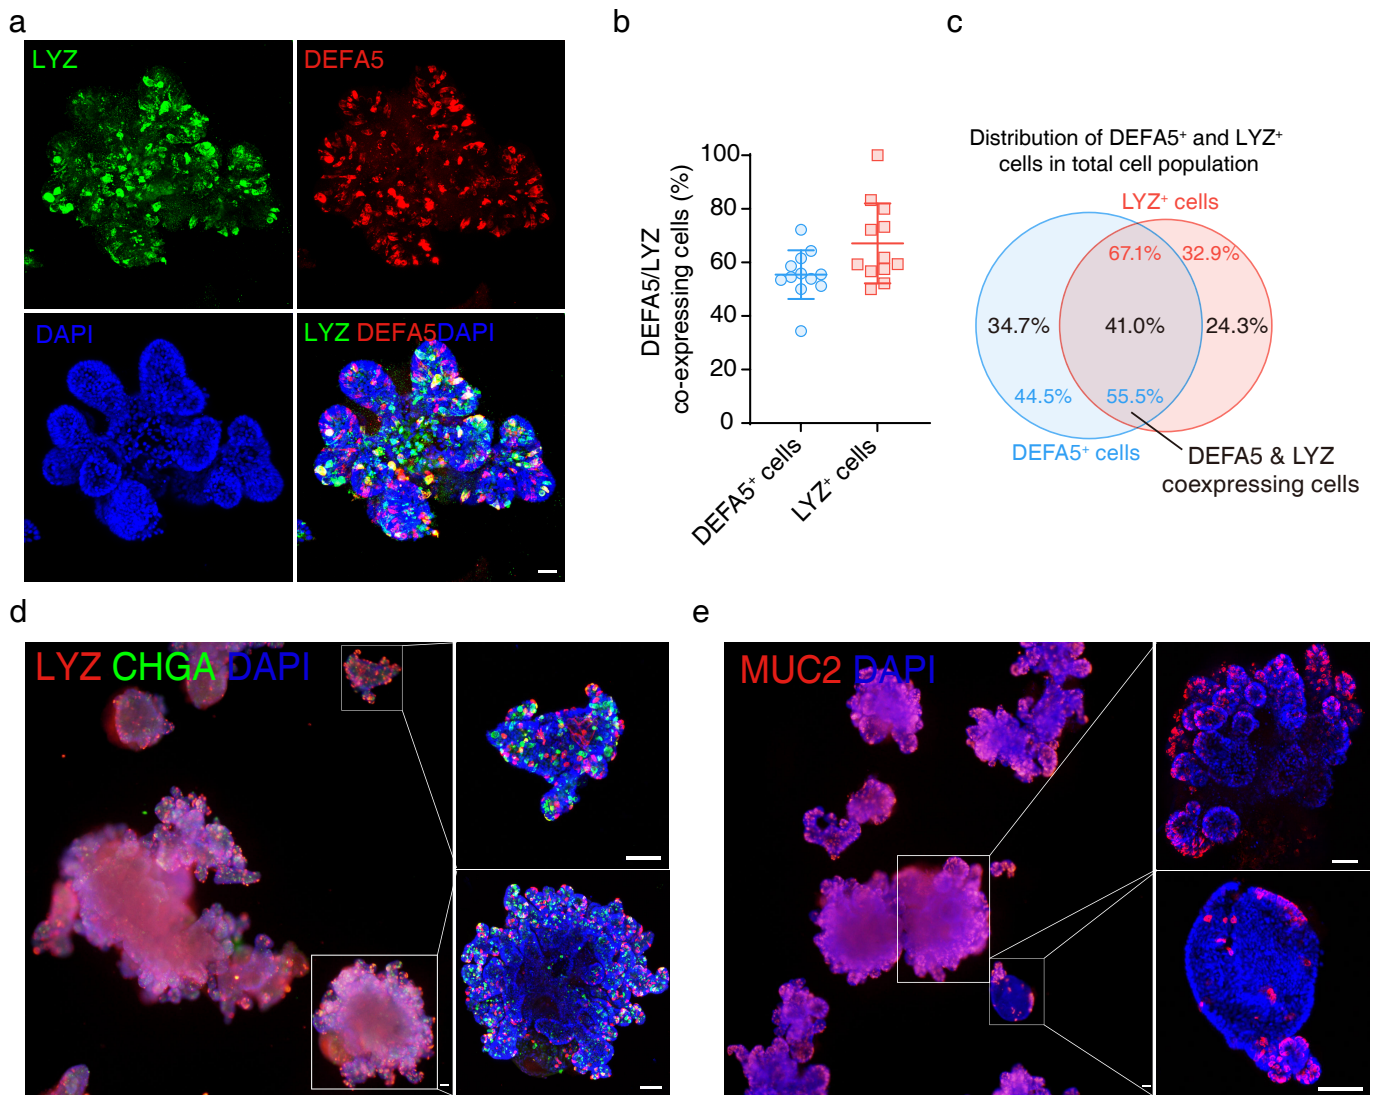 a
LYZ
DEFA5
DAPI
LYZ DEFA5DAPI
b
DEFA5/LYZ
co-expressing cells (%)
100
80
60
40
20
0
DEFA5+ cells
LYZ+ cells
c
Distribution of DEFA5+ and LYZ+
cells in total cell population
LYZ+ cells
67.1% 32.9%
34.7% 41.0% 24.3%
44.5% 55.5%
DEFA5+ cells
DEFA5 & LYZ
coexpressing cells
d
LYZ CHGA DAPI
e
MUC2 DAPI